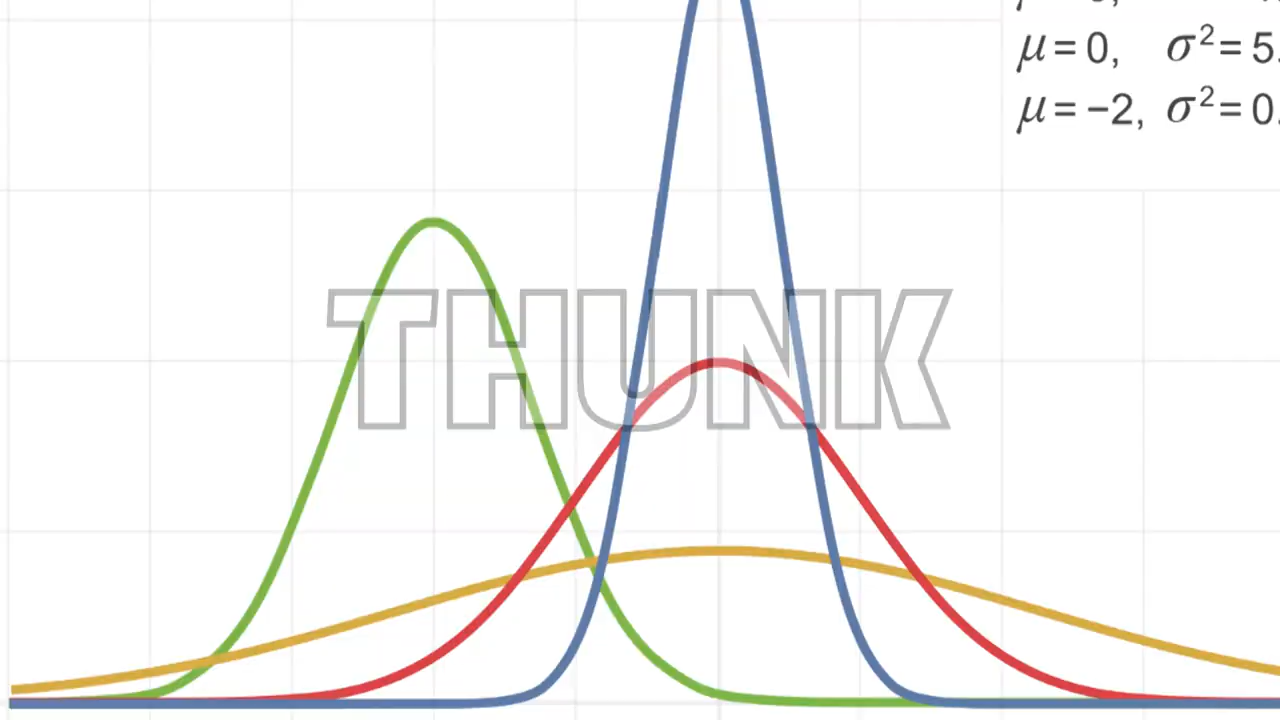 μ = 0, σ² = 5.
μ = −2, σ² = 0.
THUNK